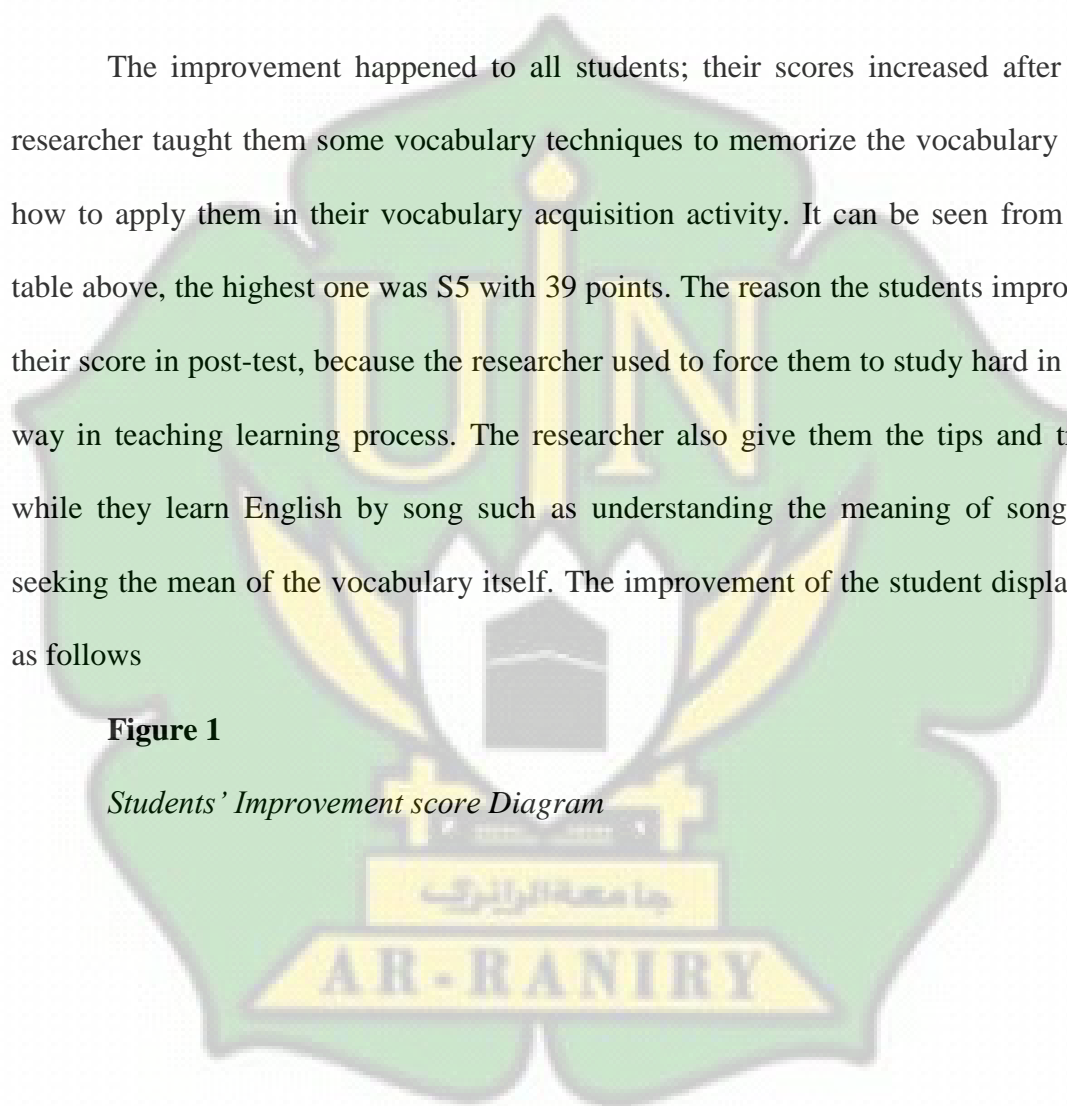 The improvement happened to all students; their scores increased after
researcher taught them some vocabulary techniques to memorize the vocabulary
how to apply them in their vocabulary acquisition activity. It can be seen from
table above, the highest one was S5 with 39 points. The reason the students impro
their score in post-test, because the researcher used to force them to study hard in
way in teaching learning process. The researcher also give them the tips and t
while they learn English by song such as understanding the meaning of song
seeking the mean of the vocabulary itself. The improvement of the student displa
as follows
Figure 1
Students’ Improvement score Diagram
UIN
جامعة الرانري
AR-RANIRY